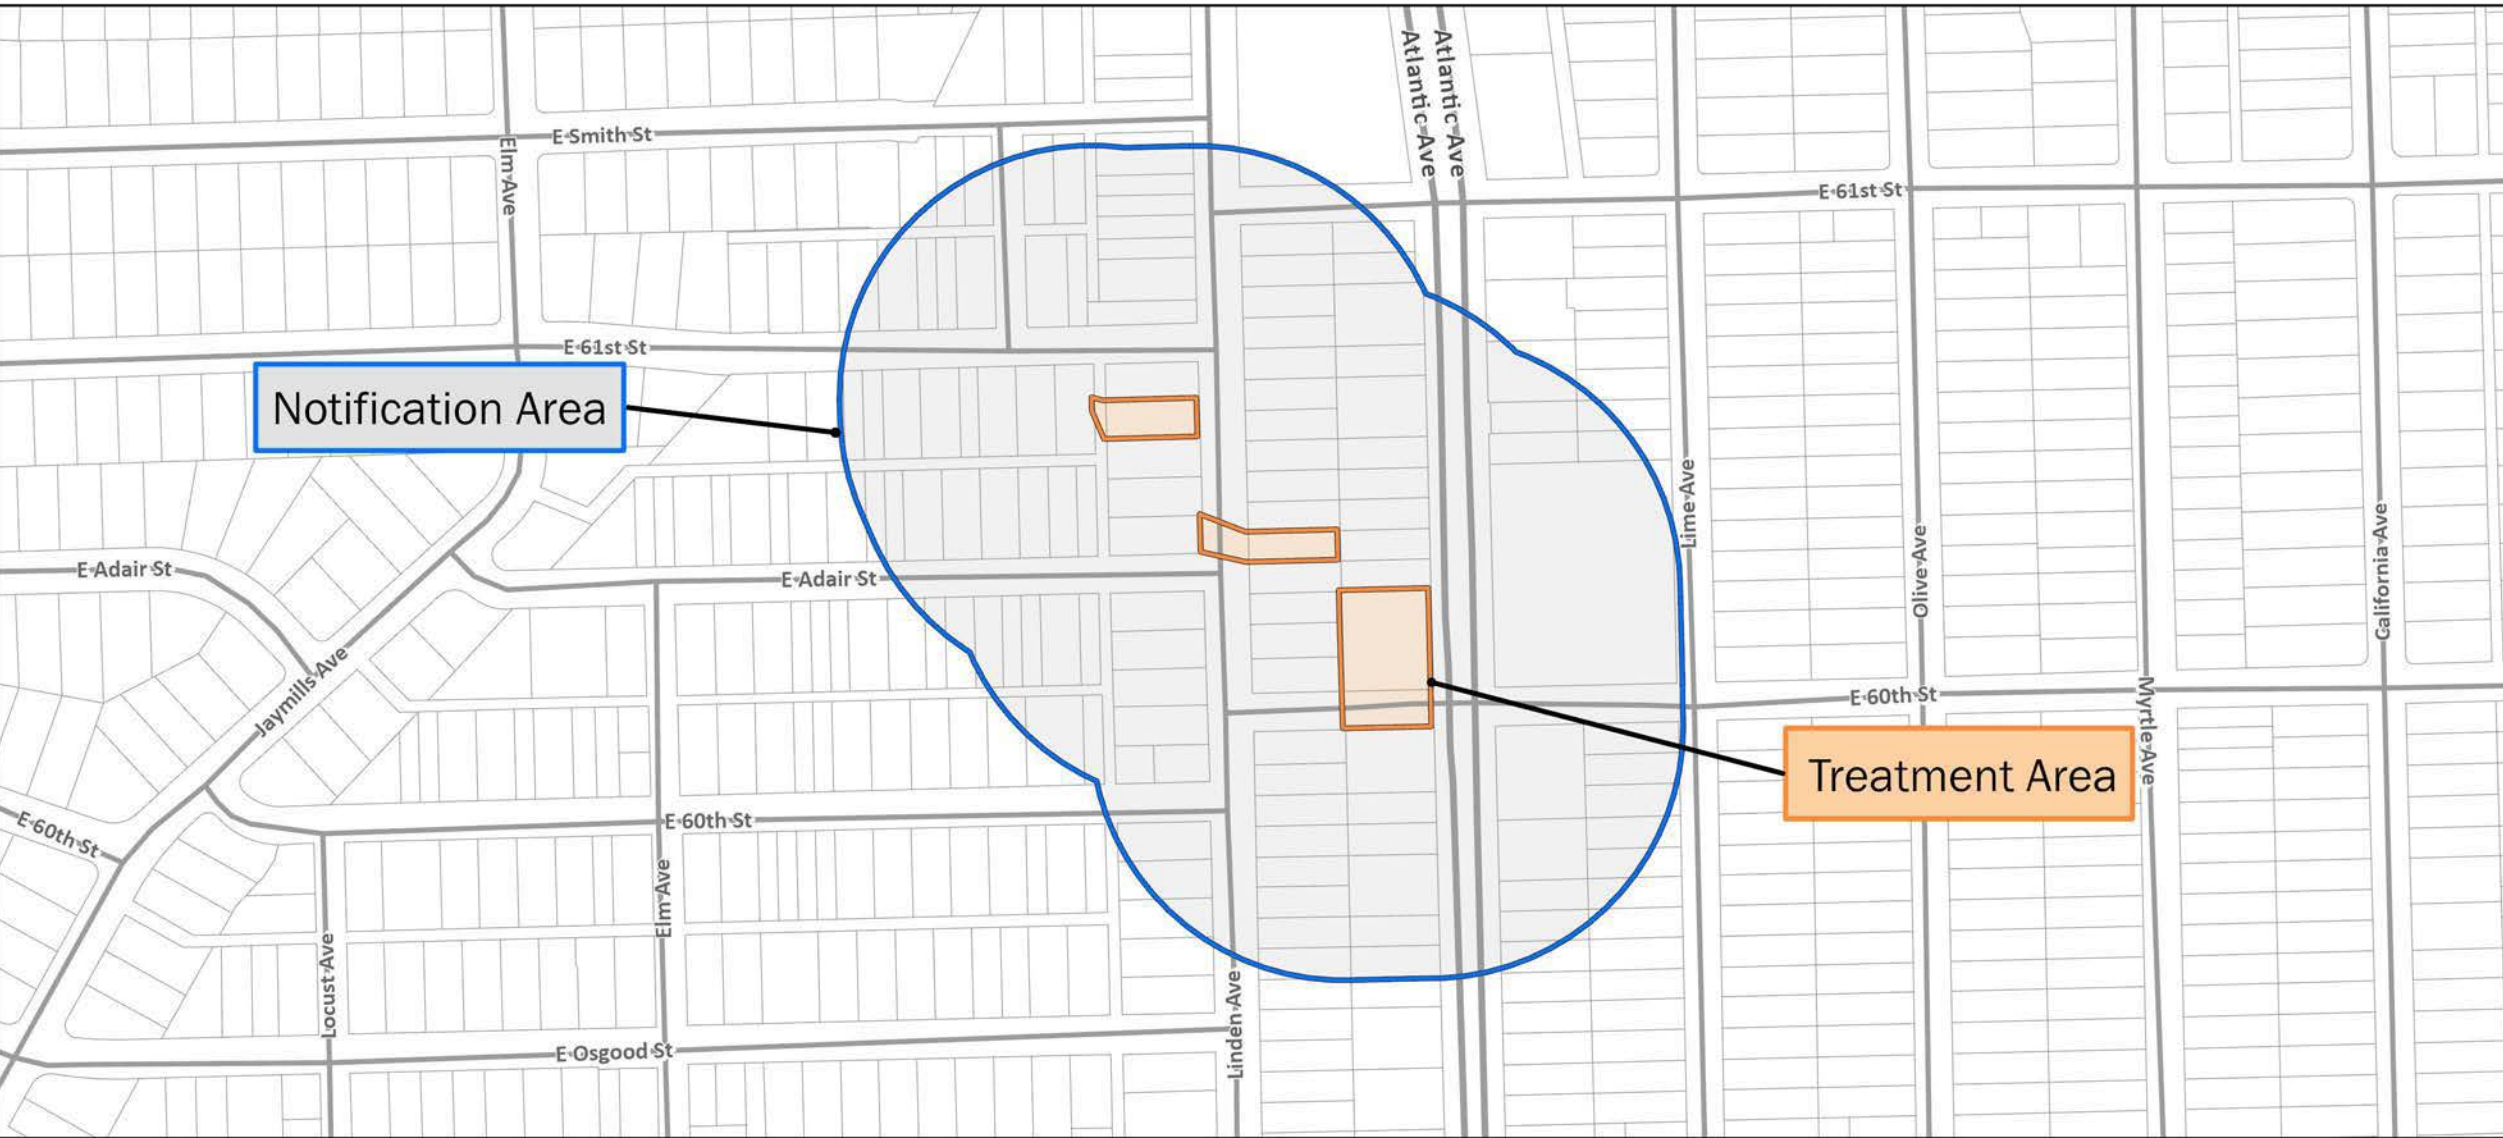 Atlantic Ave
Atlantic Ave
E Smith St
Elm Ave
E 61st St
E 61st St
Notification Area
Lime Ave
California Ave
Olive Ave
E Adair St
E Adair St
Jaymills Ave
E 60th St
Myrtle Ave
Treatment Area
E 60th St
E 60th St
Elm Ave
Locust Ave
Linden Ave
E Osgood St